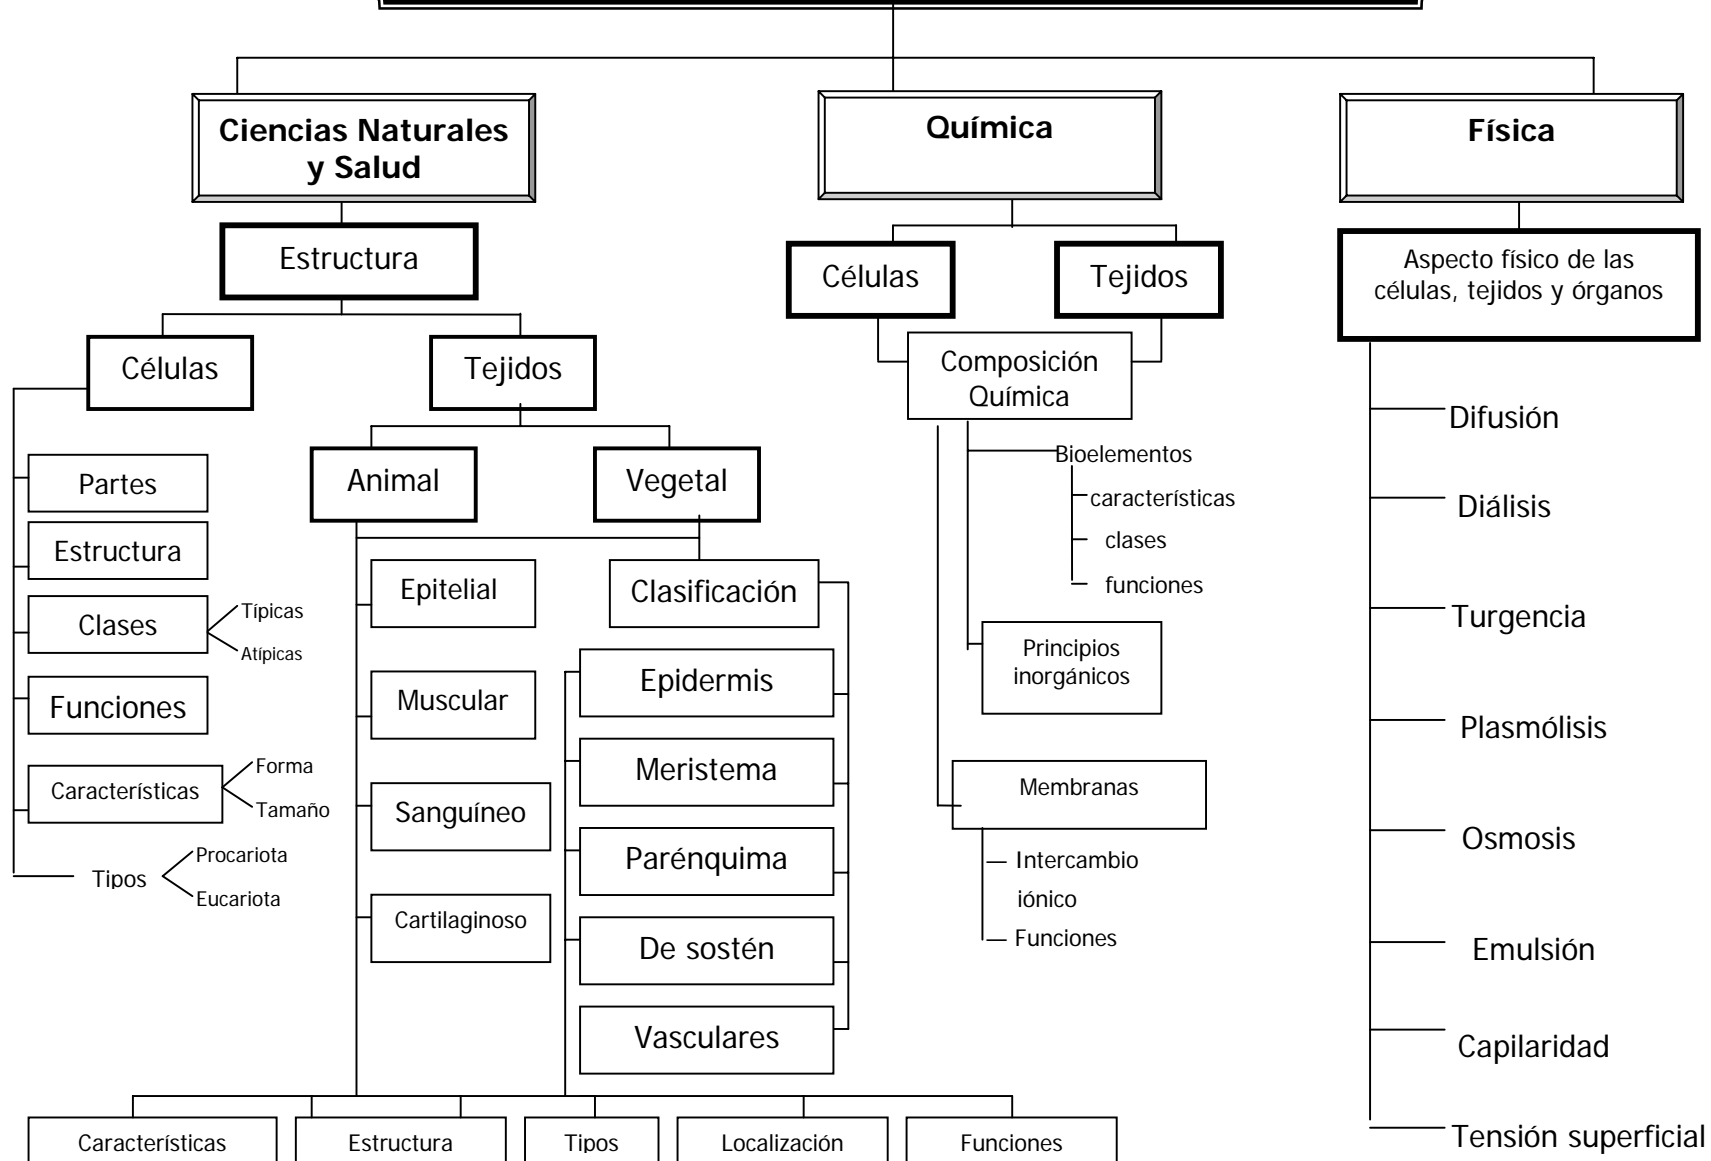 Ciencias Naturales
y Salud
Química
Física
Estructura
Células
Tejidos
Aspecto físico de las
células, tejidos y órganos
Células
Tejidos
Composición
Química
Animal
Vegetal
Partes
Estructura
Clases
Típicas
Atípicas
Funciones
Características
Forma
Tamaño
Tipos
Procariota
Eucariota
Epitelial
Muscular
Sanguíneo
Cartilaginoso
Clasificación
Epidermis
Meristema
Parénquima
De sostén
Vasculares
Bioelementos
características
clases
funciones
Principios
inorgánicos
Membranas
Intercambio
iónico
Funciones
Difusión
Diálisis
Turgencia
Plasmólisis
Osmosis
Emulsión
Capilaridad
Tensión superficial
Características
Estructura
Tipos
Localización
Funciones